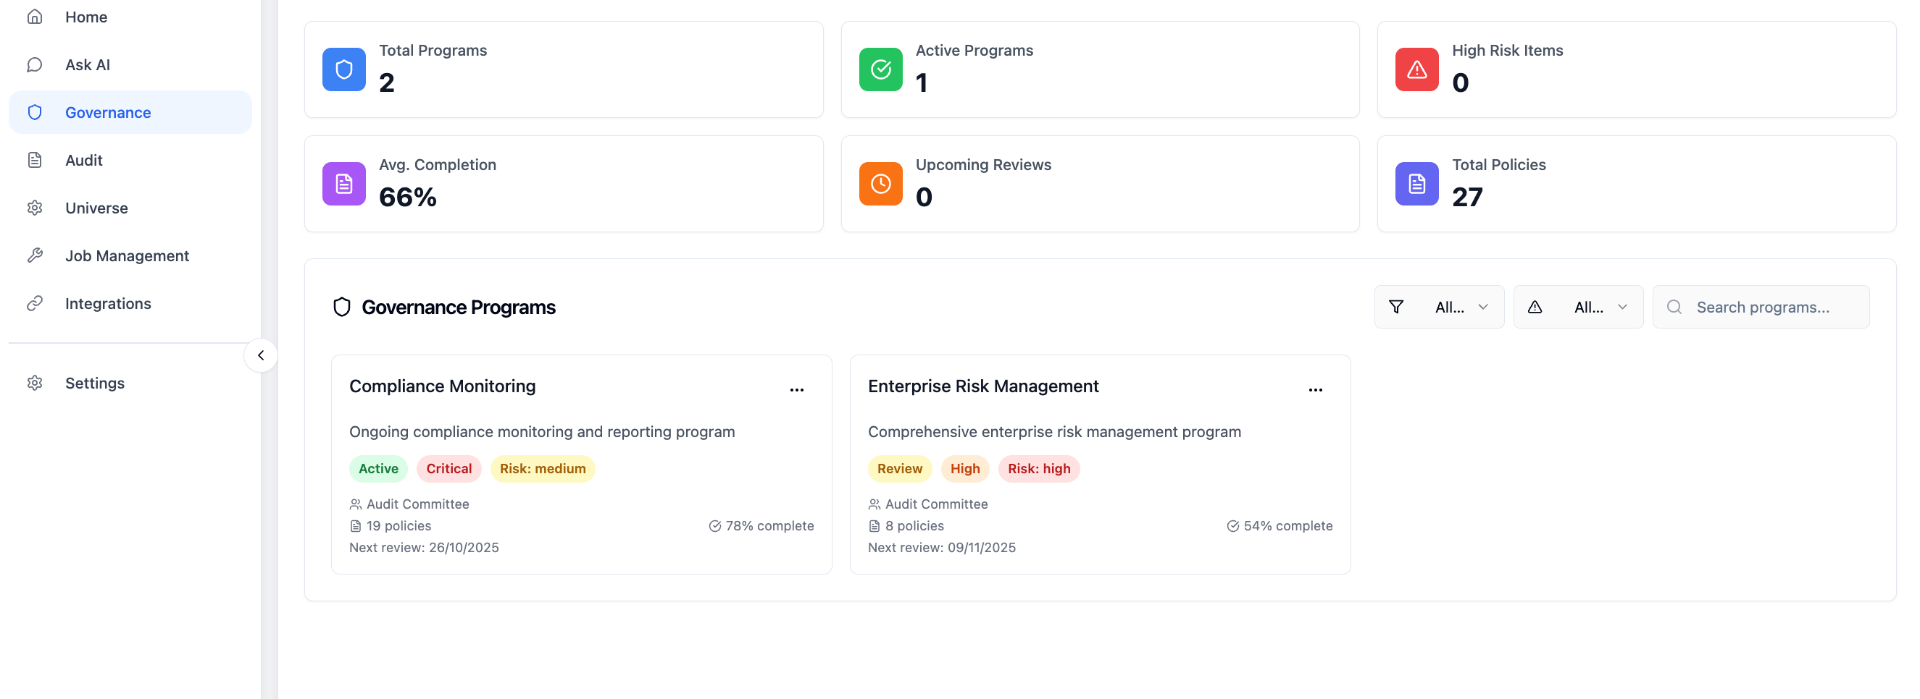 Home
Ask AI
Governance
Audit
Universe
Job Management
Integrations
Settings
Total Programs
2
Active Programs
1
High Risk Items
0
Avg. Completion
66%
Upcoming Reviews
0
Total Policies
27
Governance Programs
All...
All...
Search programs...
Compliance Monitoring
...
Ongoing compliance monitoring and reporting program
Active Critical Risk: medium
Audit Committee
19 policies 78% complete
Next review: 26/10/2025
Enterprise Risk Management
...
Comprehensive enterprise risk management program
Review High Risk: high
Audit Committee
8 policies 54% complete
Next review: 09/11/2025